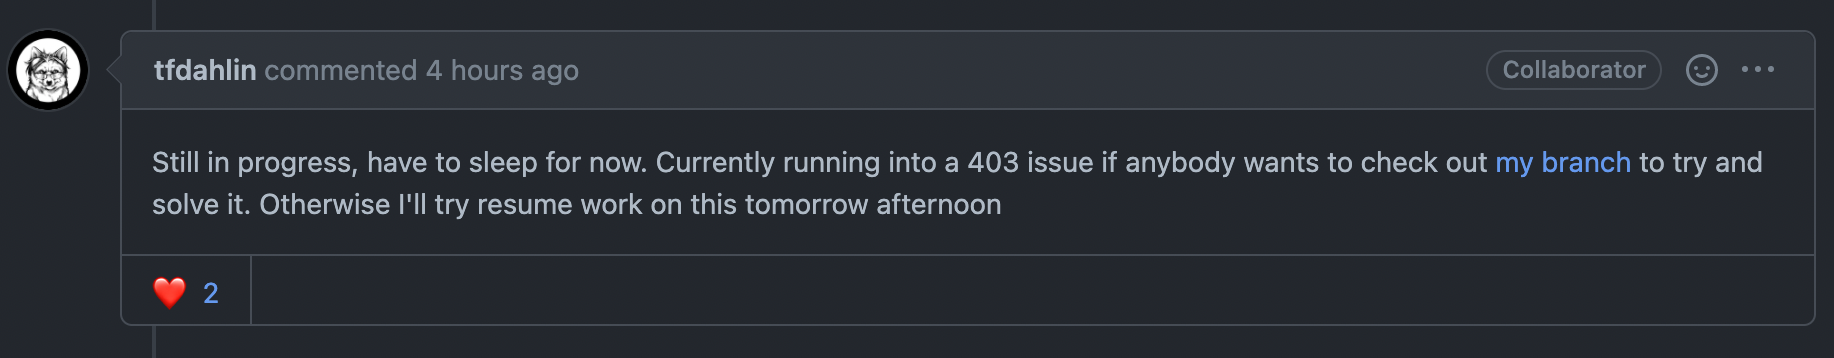 tfdahlin commented 4 hours ago
Collaborator
Still in progress, have to sleep for now. Currently running into a 403 issue if anybody wants to check out my branch to try and
solve it. Otherwise I'll try resume work on this tomorrow afternoon
❤️ 2